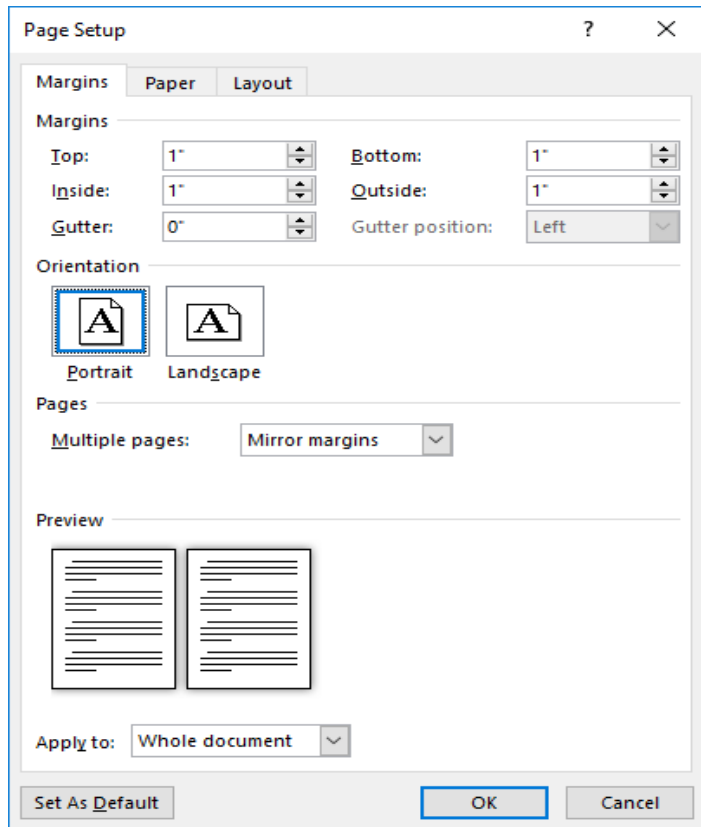 Page Setup ?
Margins Paper Layout
Margins
Top: 1" Bottom: 1"
Inside: 1" Outside: 1"
Gutter: 0" Gutter position: Left
Orientation
A A
Portrait Landscape
Pages
Multiple pages: Mirror margins
Preview
Apply to: Whole document
Set As Default OK Cancel